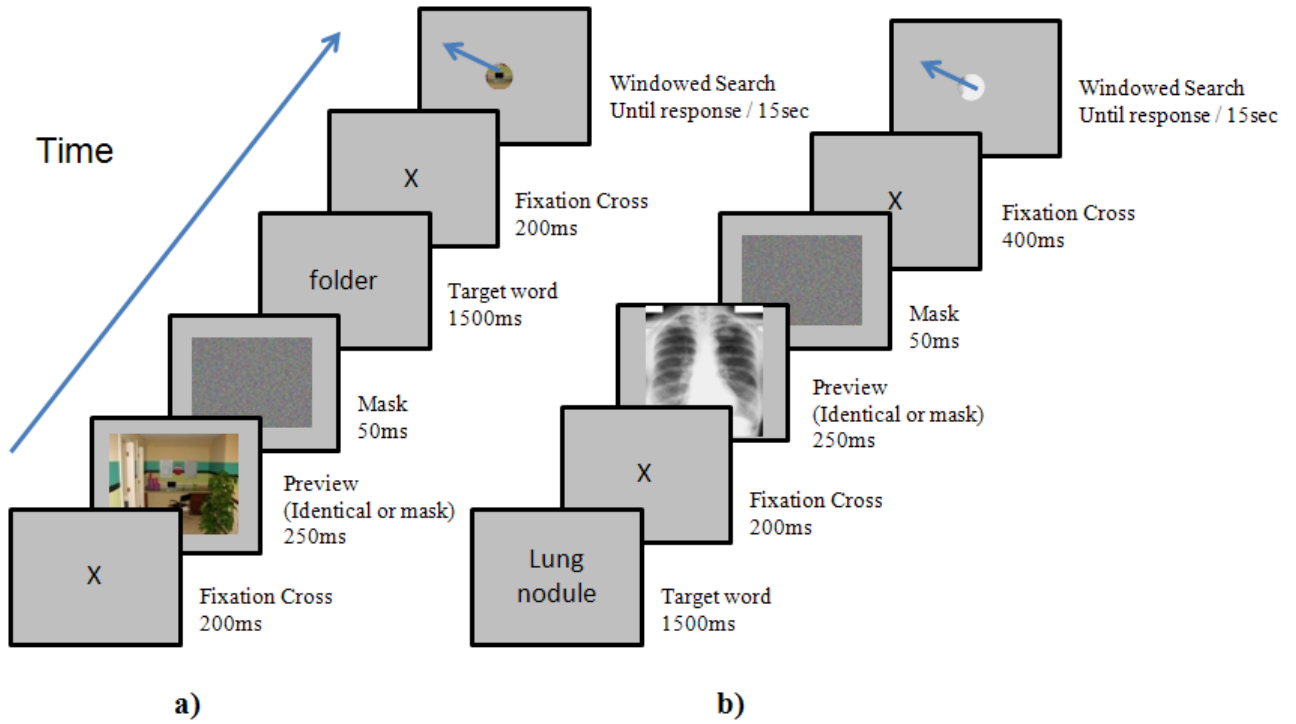 Time
Windowed Search
Until response / 15sec
X
Fixation Cross
200ms
folder
Target word
1500ms
Mask
50ms
Preview
(Identical or mask)
250ms
X
Fixation Cross
200ms
a)
Windowed Search
Until response / 15sec
X
Fixation Cross
400ms
Mask
50ms
Preview
(Identical or mask)
250ms
X
Fixation Cross
200ms
Lung
nodule
Target word
1500ms
b)